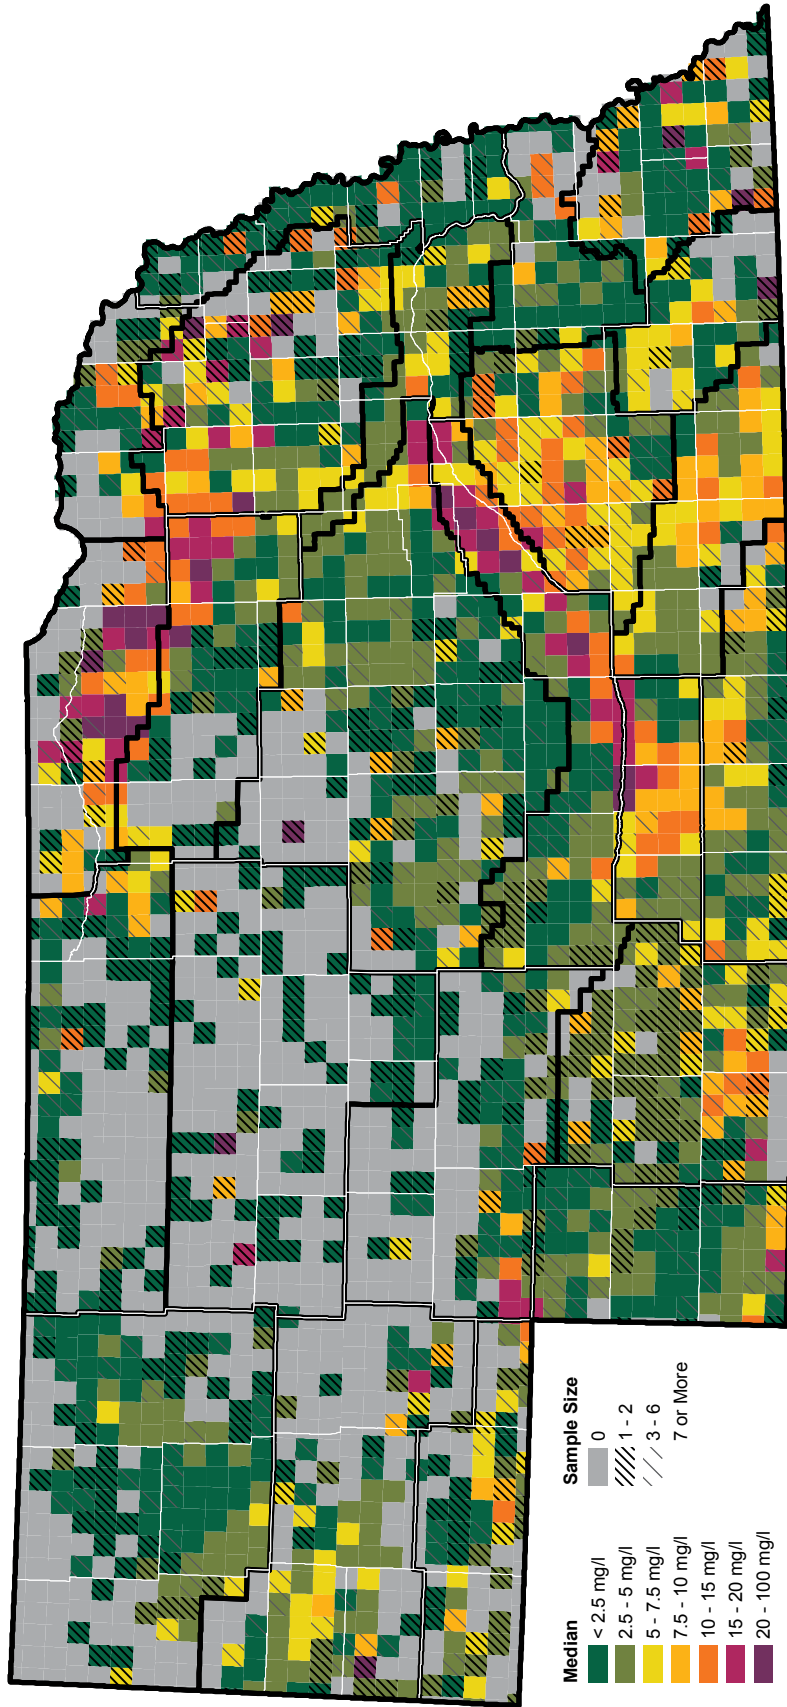 Median
< 2.5 mg/l
2.5 - 5 mg/l
5 - 7.5 mg/l
7.5 - 10 mg/l
10 - 15 mg/l
15 - 20 mg/l
20 - 100 mg/l
Sample Size
0
1 - 2
3 - 6
7 or More